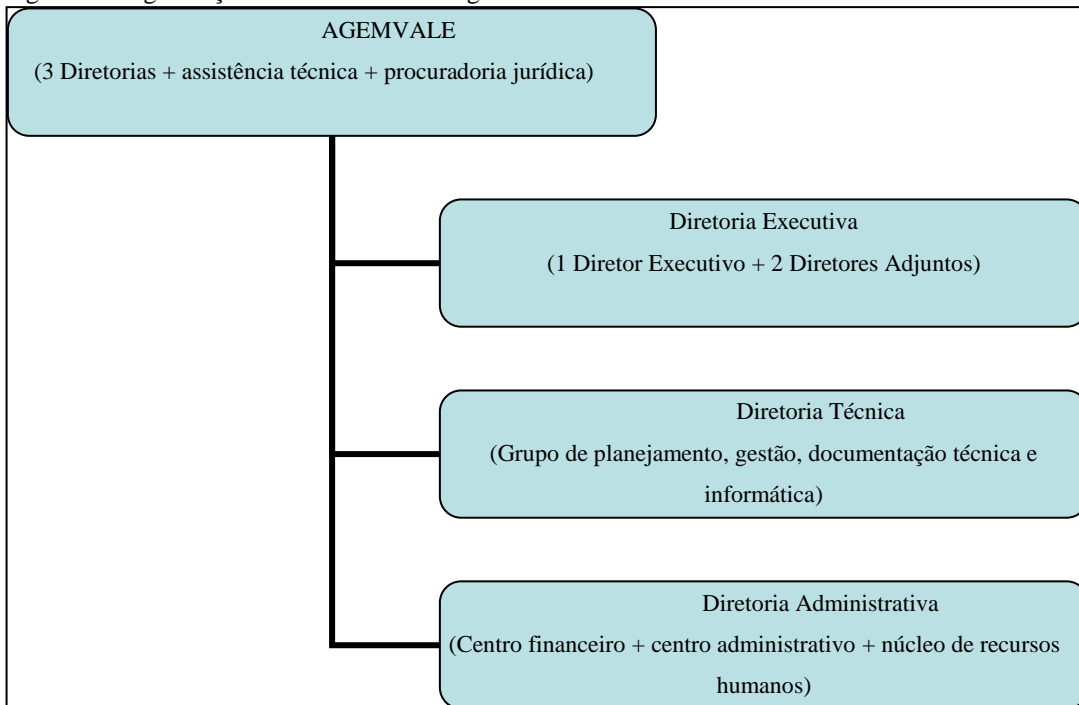 AGEMVALE
(3 Diretorias + assistência técnica + procuradoria jurídica)
Diretoria Executiva
(1 Diretor Executivo + 2 Diretores Adjuntos)
Diretoria Técnica
(Grupo de planejamento, gestão, documentação técnica e
informática)
Diretoria Administrativa
(Centro financeiro + centro administrativo + núcleo de recursos
humanos)